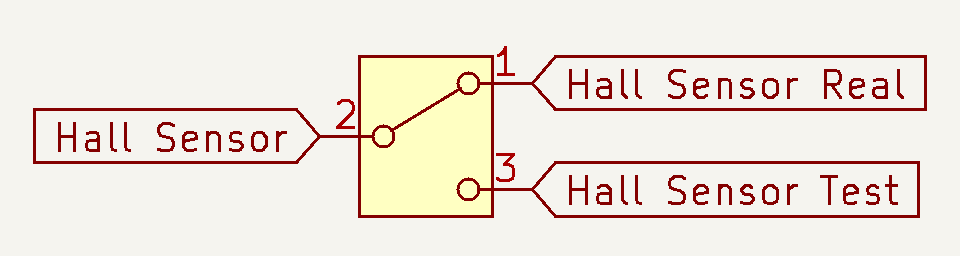 1
Hall Sensor Real
2
Hall Sensor
3
Hall Sensor Test